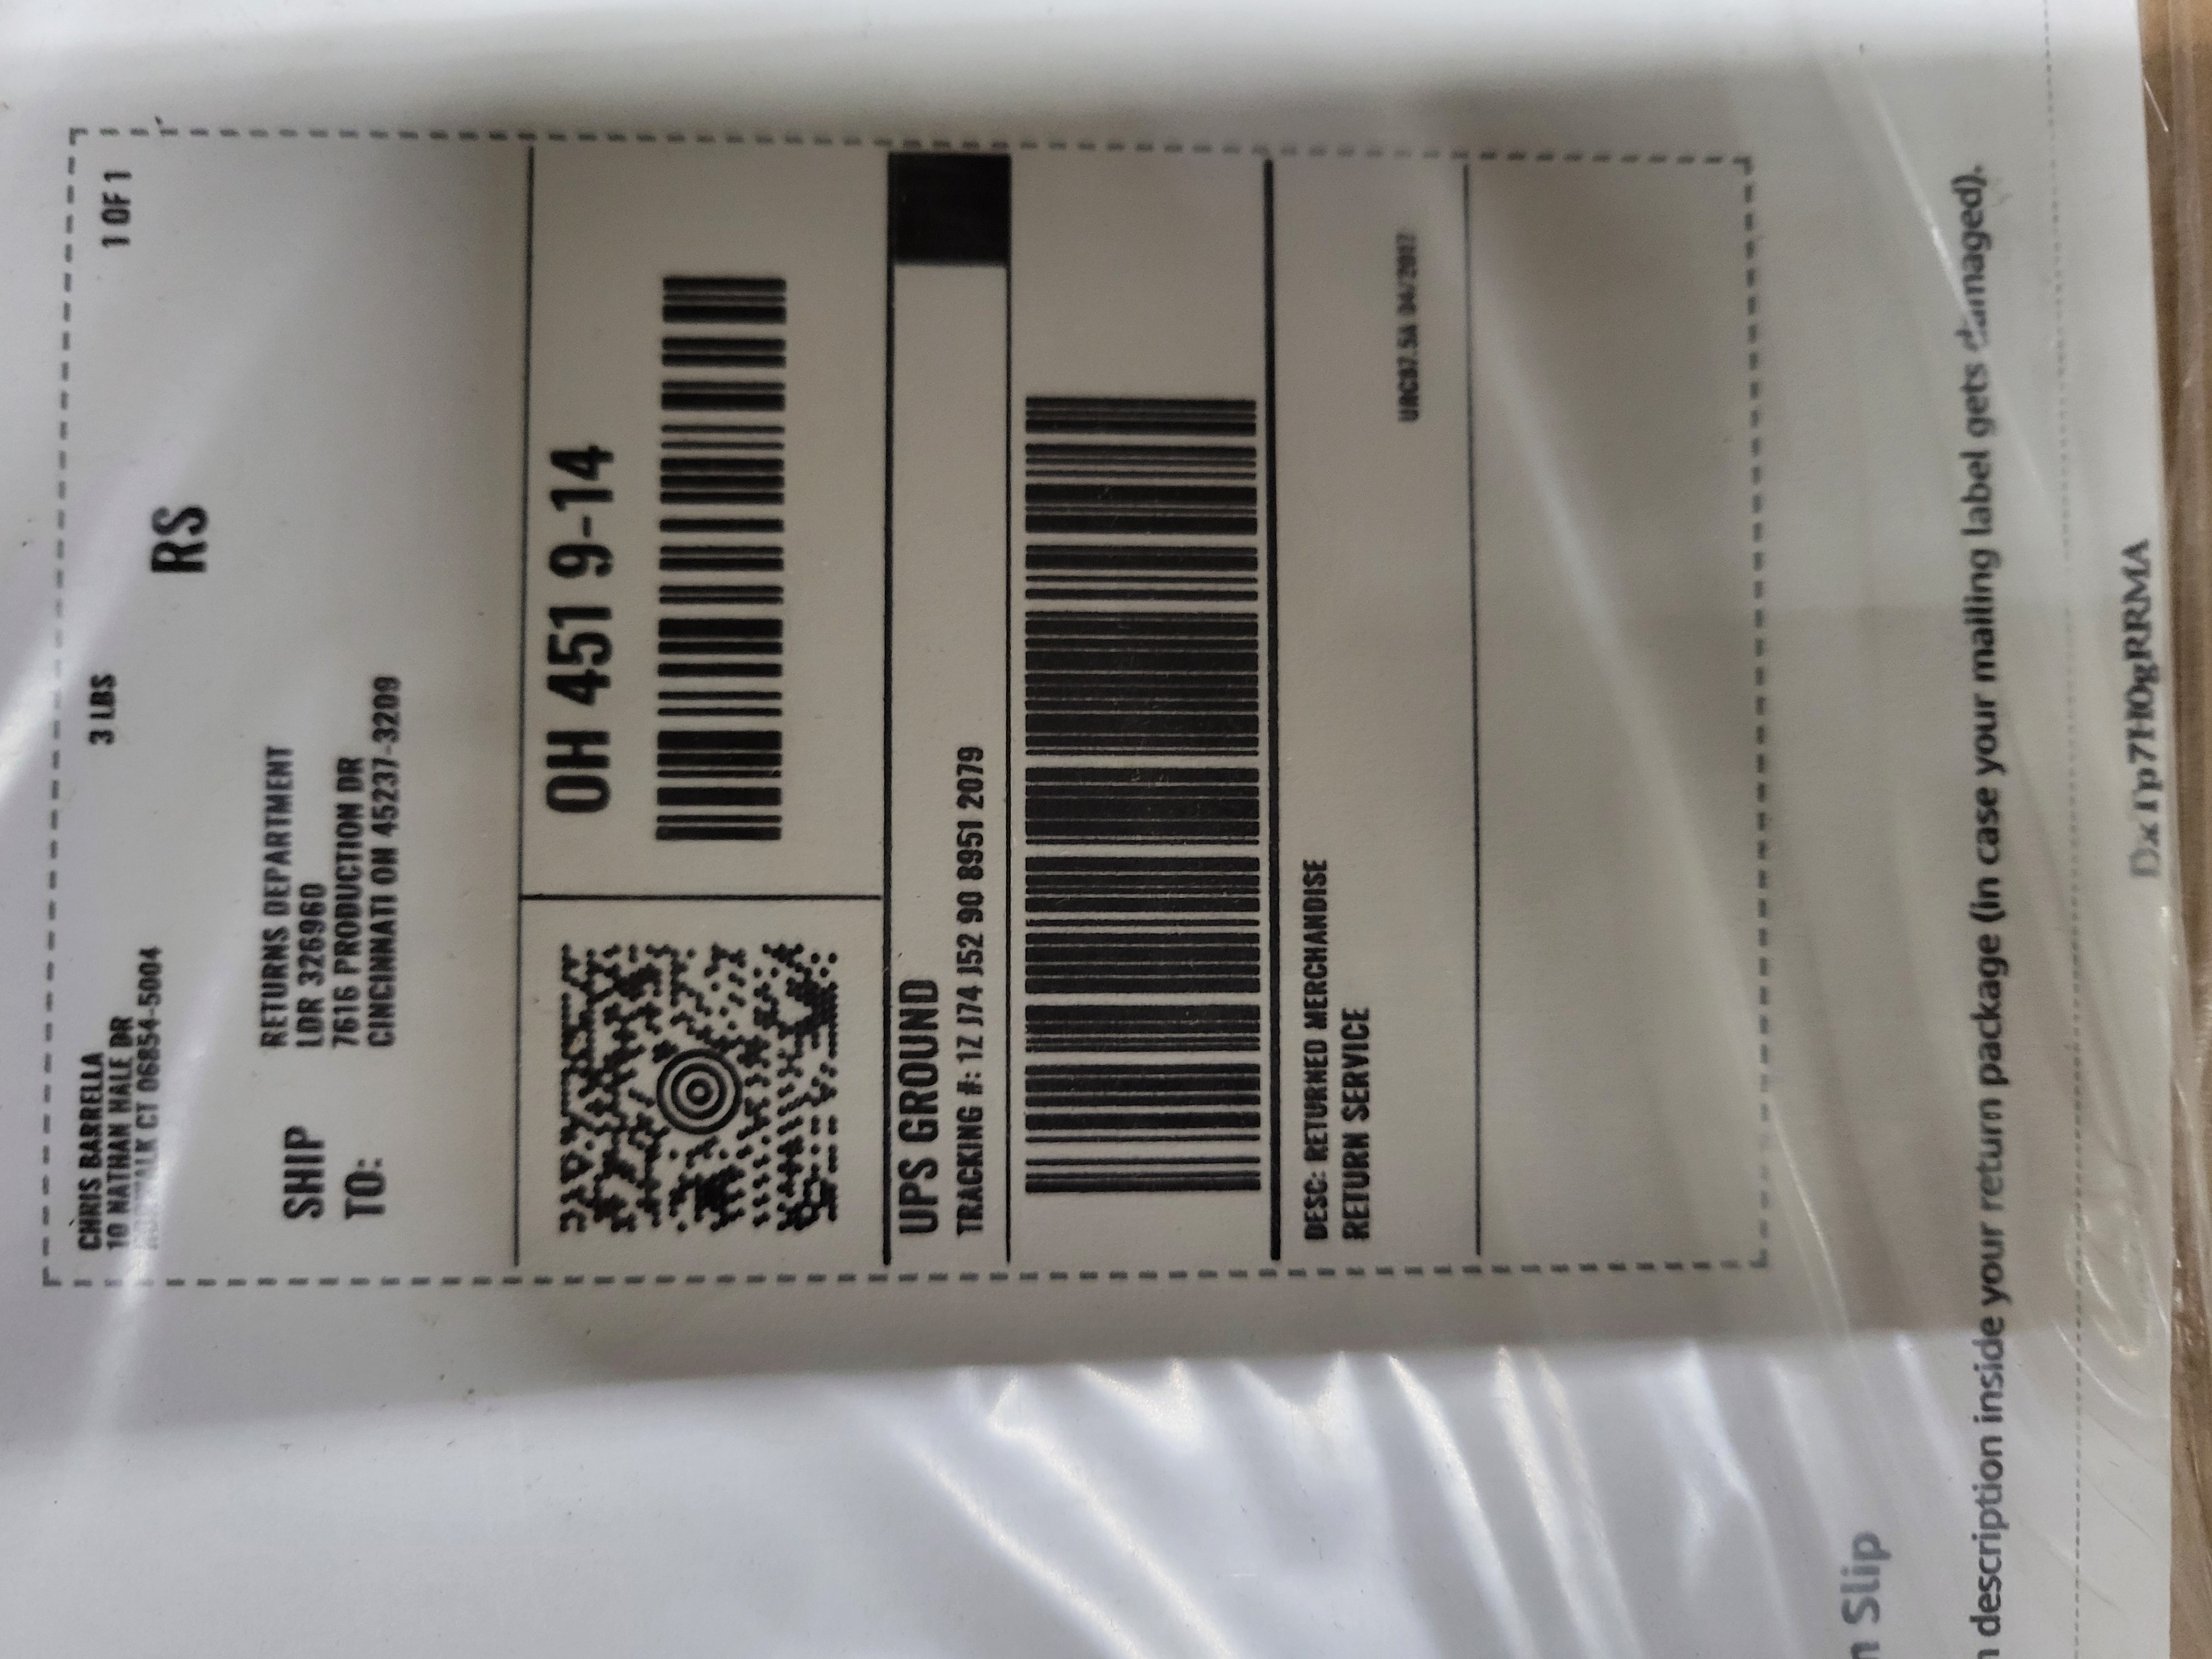 CHRIS BARRELLA
10 NATHAN HALE DR
NORWALK CT 06854-5004
3 LBS
1 OF 1
RS
SHIP
TO:
RETURNS DEPARTMENT
LDR 326960
7616 PRODUCTION DR
CINCINNATI OH 45237-3209
OH 451 9-14
UPS GROUND
TRACKING #: 1Z J74 J52 90 8951 2079
DESC: RETURNED MERCHANDISE
RETURN SERVICE
Slip
description inside your return package (in case your mailing label gets damaged).